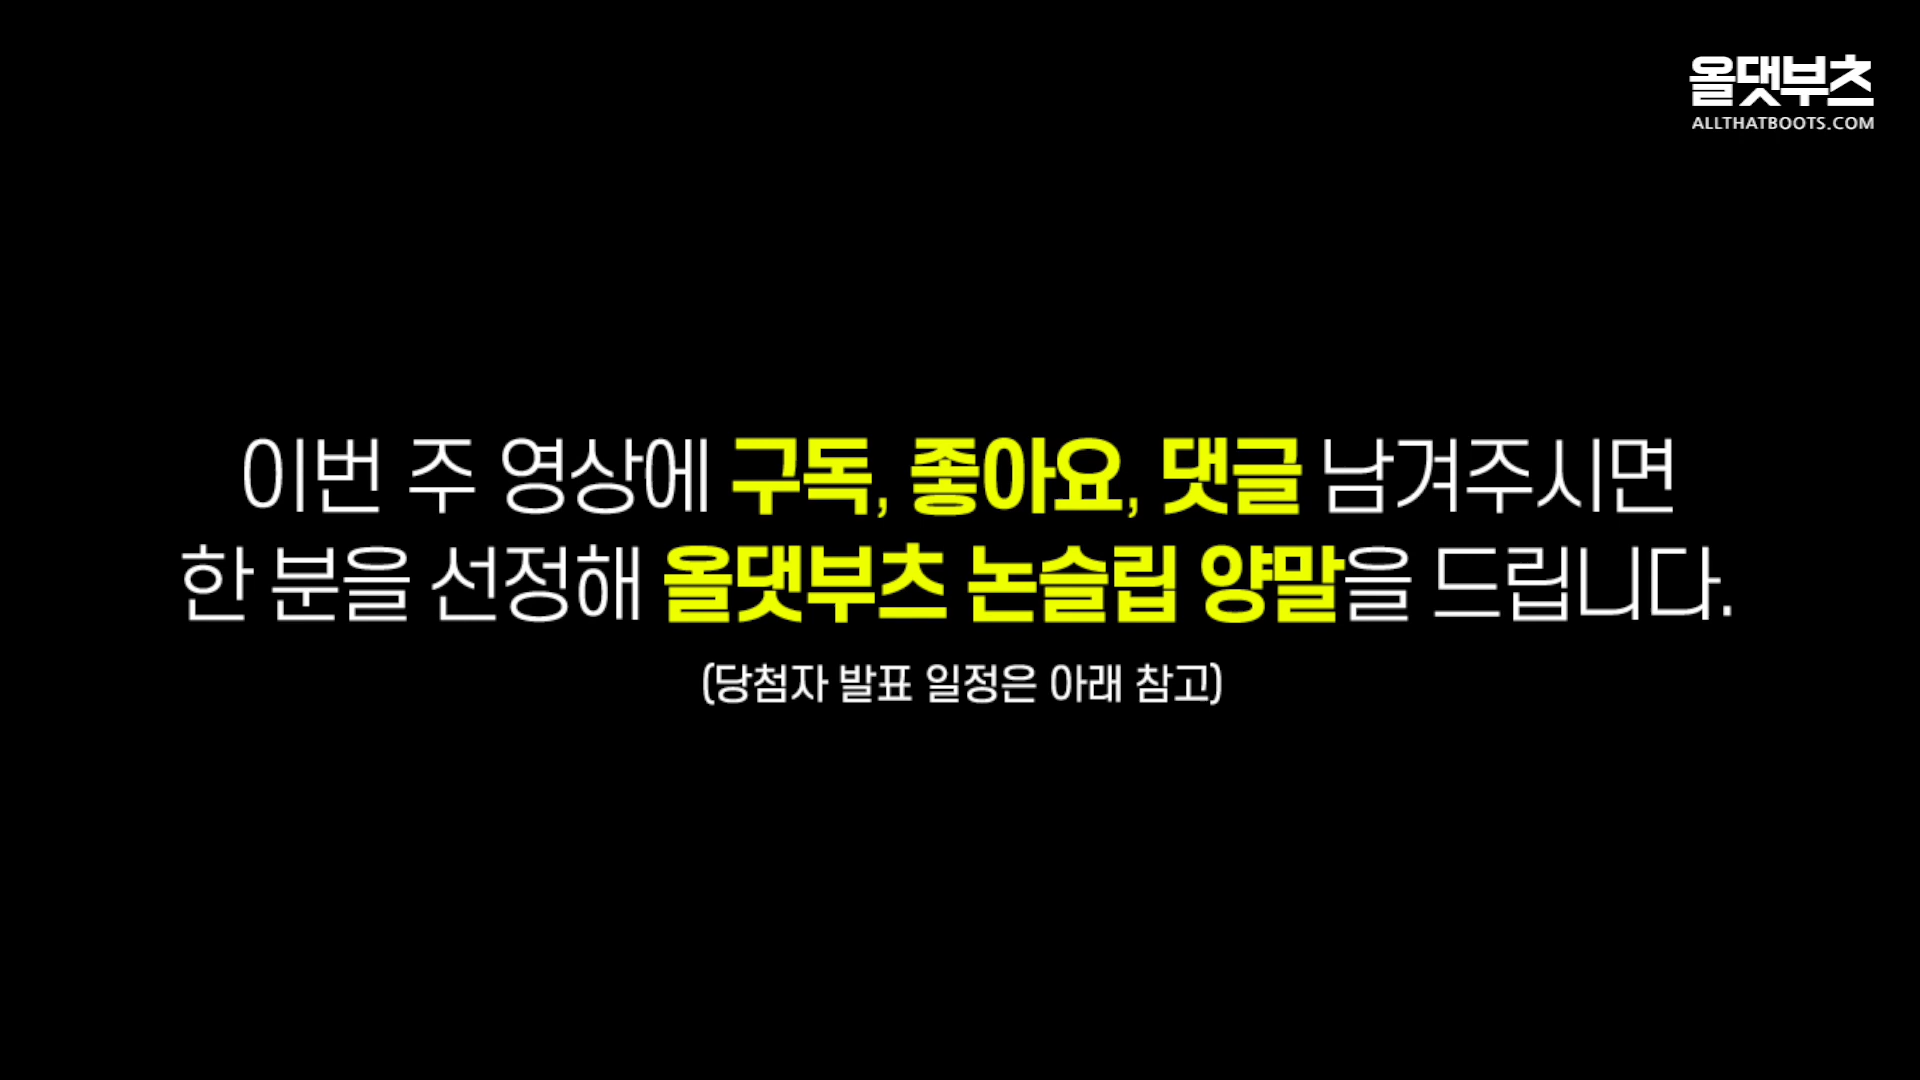 올댓부츠
ALLTHATBOOTS.COM
이번 주 영상에 구독, 좋아요, 댓글 남겨주시면
한 분을 선정해 올댓부츠 논슬립 양말을 드립니다.
(당첨자 발표 일정은 아래 참고)